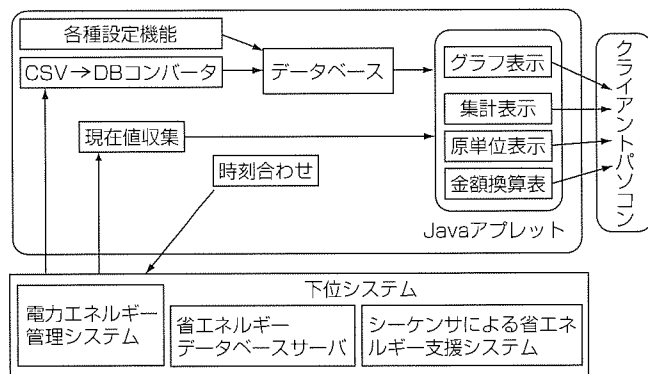 各種設定機能
CSV→DBコンバータ
データベース
現在値収集
時刻合わせ
グラフ表示
集計表示
原単位表示
金額換算表
Javaアプレット
クライアントパソコン
下位システム
電力エネルギー
管理システム
省エネルギー
データベースサーバ
シーケンサによる省エネ
ルギー支援システム